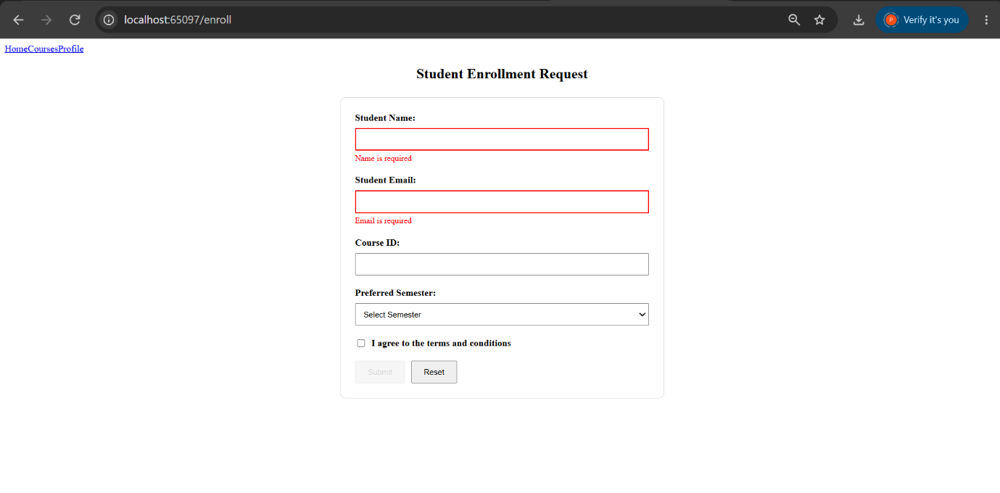 localhost:65097/enroll
P Verify it's you
HomeCoursesProfile
Student Enrollment Request
Student Name:
Name is required
Student Email:
Email is required
Course ID:
Preferred Semester:
Select Semester
I agree to the terms and conditions
Submit Reset